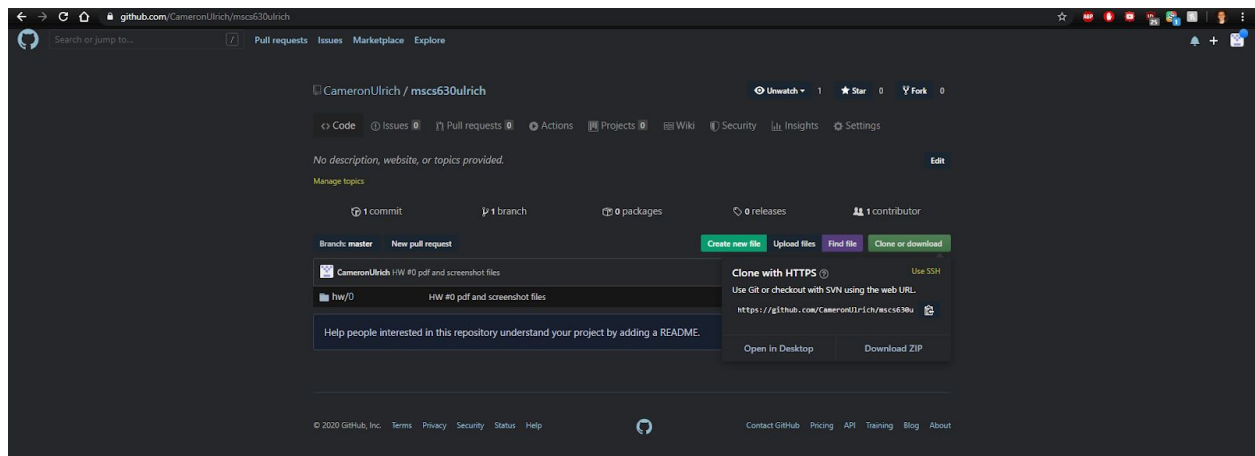 github.com/CameronUlrich/mscs630ulrich
25
Search or jump to...
/
Pull requests Issues Marketplace Explore
CameronUlrich / mscs630ulrich
Unwatch 1 Star 0 Fork 0
Code Issues 0 Pull requests 0 Actions Projects 0 Wiki Security Insights Settings
No description, website, or topics provided.
Edit
Manage topics
1 commit 1 branch 0 packages 0 releases 1 contributor
Branch: master New pull request Create new file Upload files Find file Clone or download
CameronUlrich HW #0 pdf and screenshot files
hw/0 HW #0 pdf and screenshot files
Help people interested in this repository understand your project by adding a README.
Clone with HTTPS ? Use SSH
Use Git or checkout with SVN using the web URL.
https://github.com/CameronUlrich/mscs630u
Open in Desktop Download ZIP
© 2020 GitHub, Inc. Terms Privacy Security Status Help Contact GitHub Pricing API Training Blog About